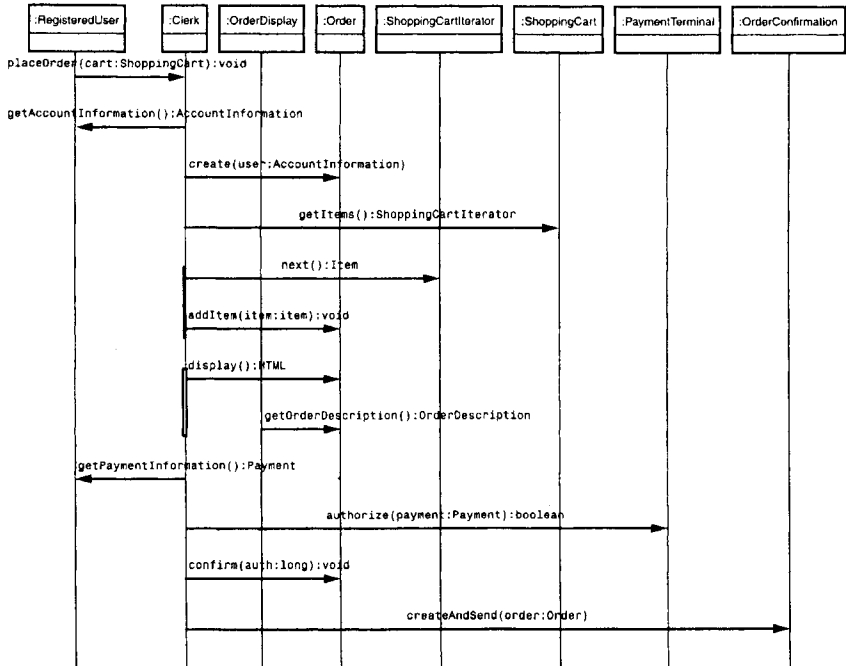 :RegisteredUser :Clerk :OrderDisplay :Order :ShoppingCartIterator :ShoppingCart :PaymentTerminal :OrderConfirmation
placeOrder(cart:ShoppingCart):void
getAccountInformation():AccountInformation
create(user:AccountInformation)
getItems():ShoppingCartIterator
next():Item
addItem(item:item):void
display():HTML
getOrderDescription():OrderDescription
getPaymentInformation():Payment
authorize(payment:Payment):boolean
confirm(auth:long):void
createAndSend(order:Order)